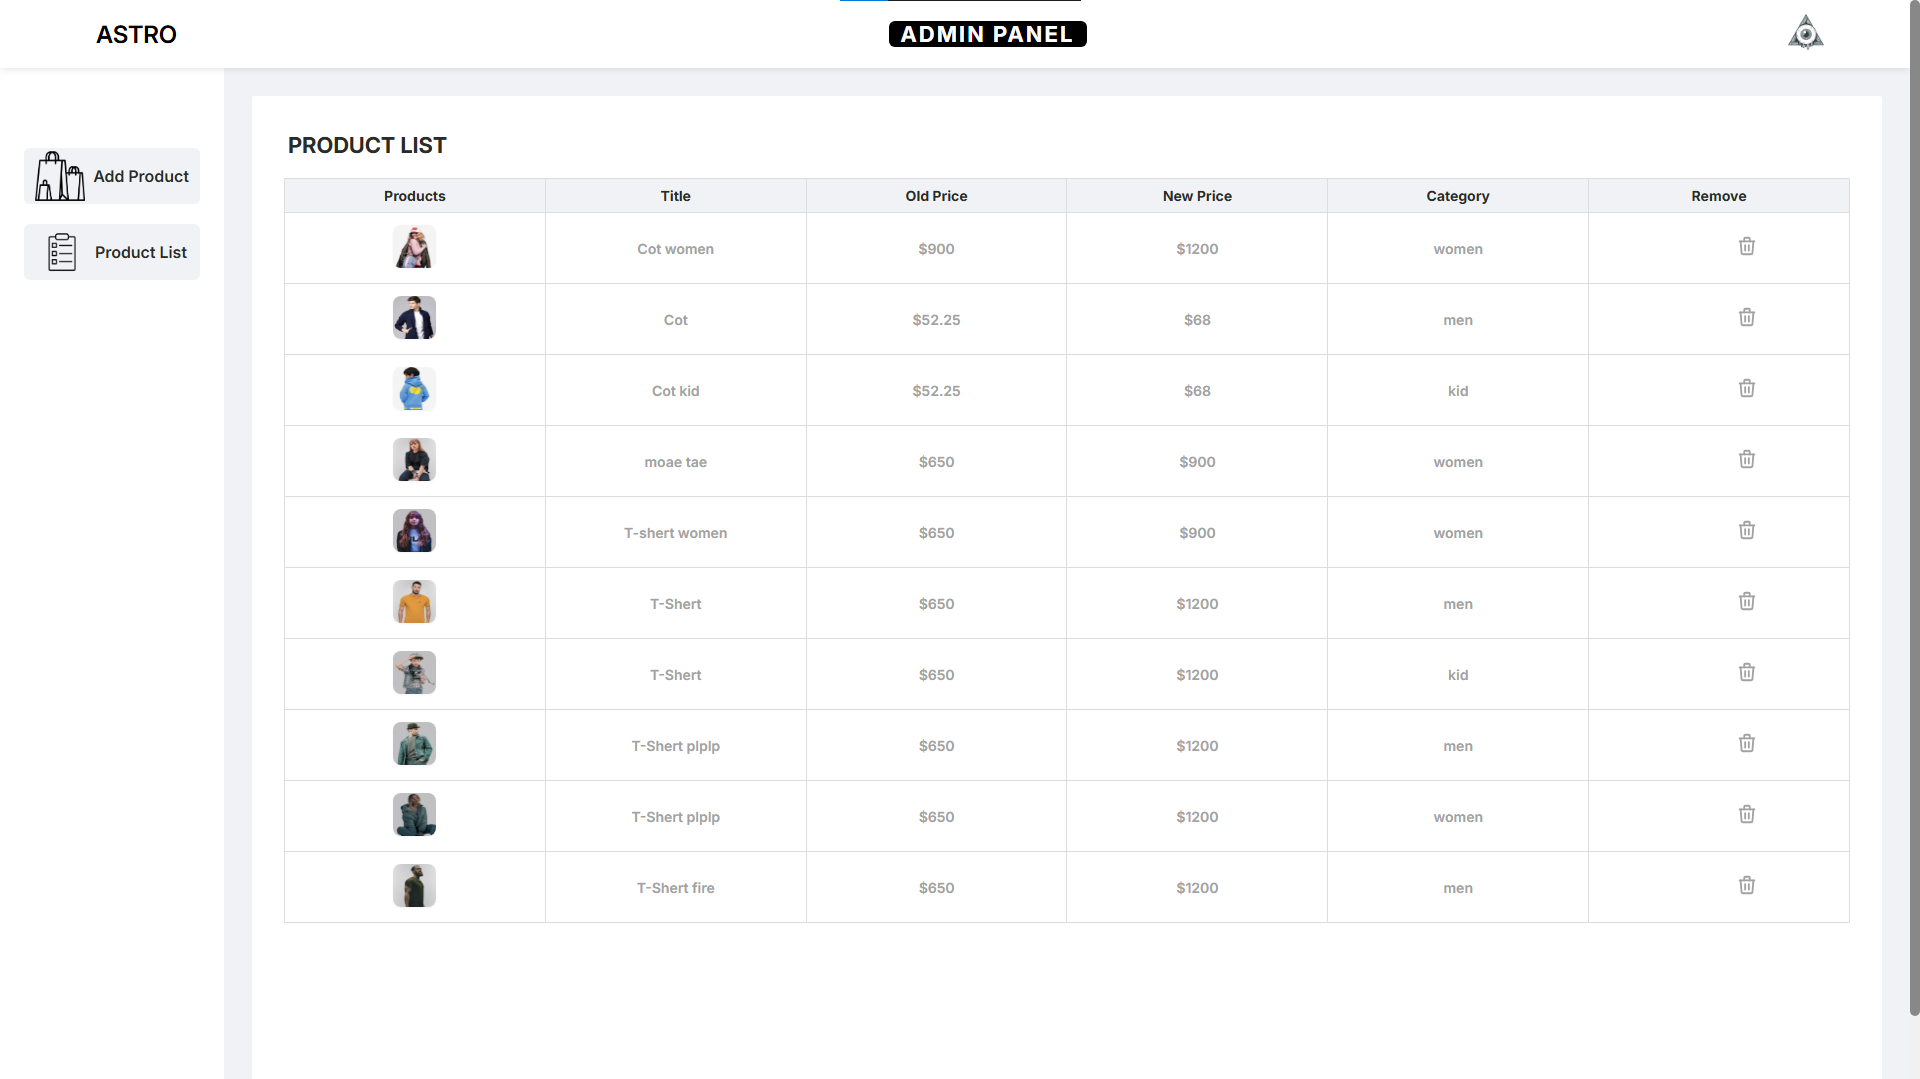 ASTRO
ADMIN PANEL
Add Product
Product List
PRODUCT LIST
Products Title Old Price New Price Category Remove
Cot women $900 $1200 women
Cot $52.25 $68 men
Cot kid $52.25 $68 kid
moae tae $650 $900 women
T-shert women $650 $900 women
T-Shert $650 $1200 men
T-Shert $650 $1200 kid
T-Shert plplp $650 $1200 men
T-Shert plplp $650 $1200 women
T-Shert fire $650 $1200 men